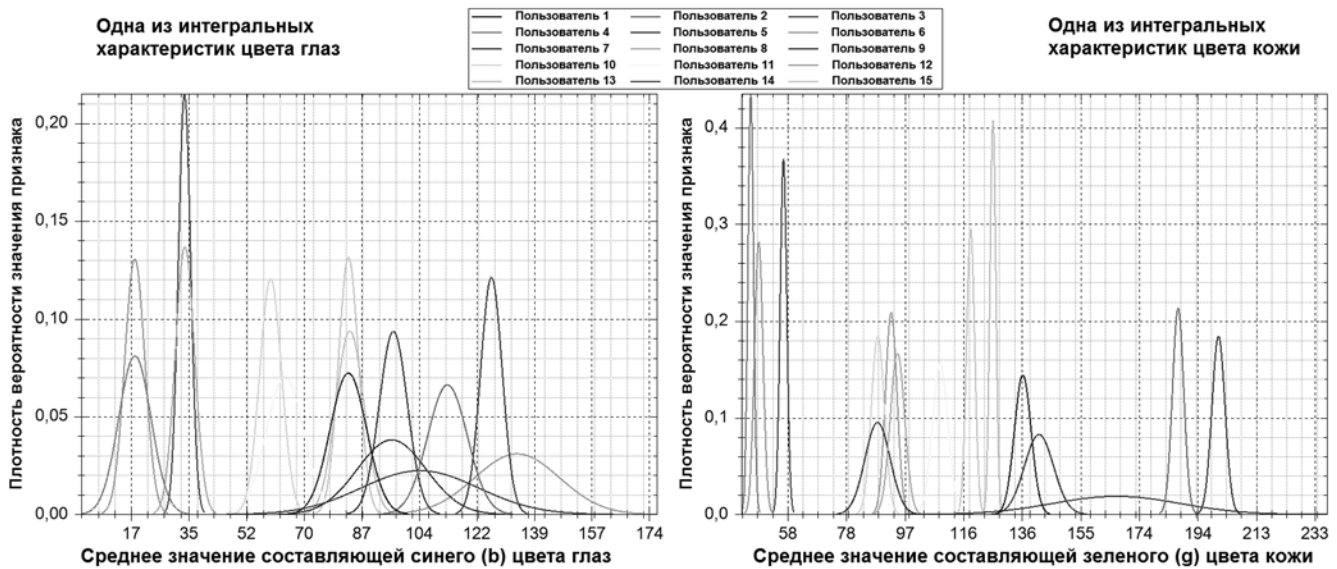 Одна из интегральных
характеристик цвета глаз
Пользователь 1 Пользователь 2 Пользователь 3
Пользователь 4 Пользователь 5 Пользователь 6
Пользователь 7 Пользователь 8 Пользователь 9
Пользователь 10 Пользователь 11 Пользователь 12
Пользователь 13 Пользователь 14 Пользователь 15
Одна из интегральных
характеристик цвета кожи
Плотность вероятности значения признака
0,20
0,15
0,10
0,05
0,00
17 35 52 70 87 104 122 139 157 174
Среднее значение составляющей синего (b) цвета глаз
Плотность вероятности значения признака
0,4
0,3
0,2
0,1
0,0
58 78 97 116 136 155 174 194 213 233
Среднее значение составляющей зеленого (g) цвета кожи